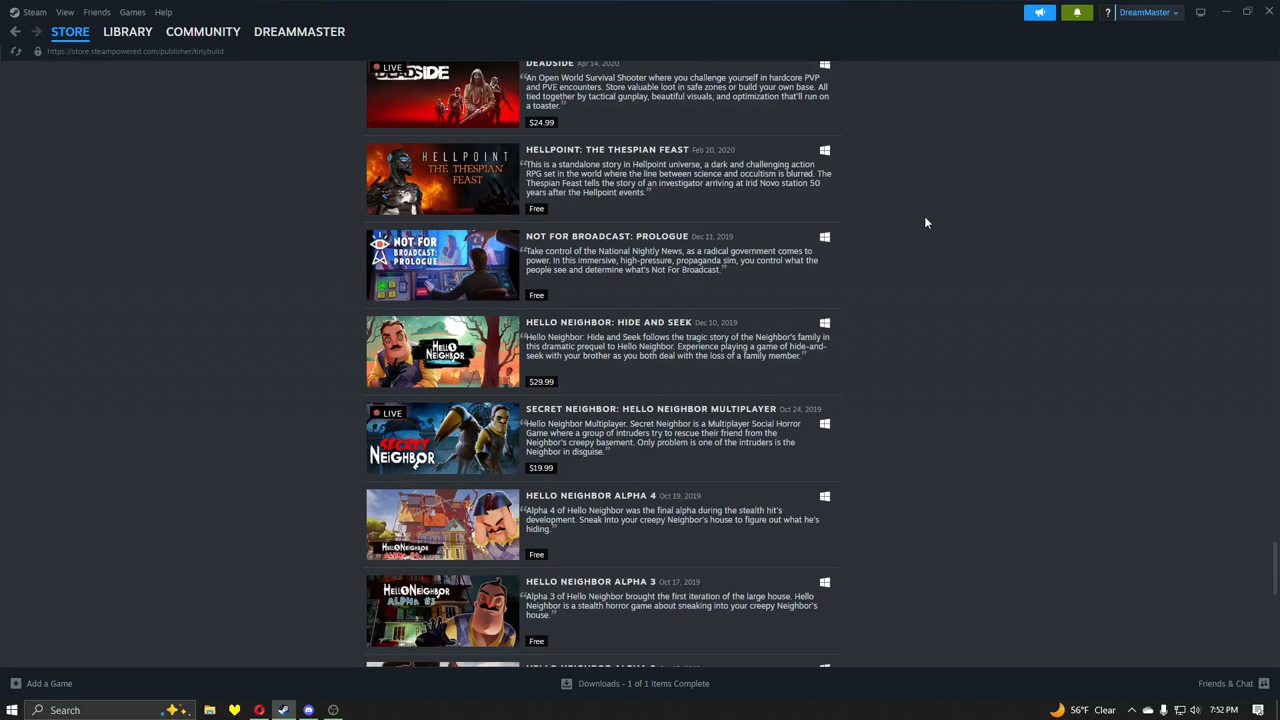 Steam View Friends Games Help
? DreamMaster
STORE LIBRARY COMMUNITY DREAMMASTER
https://store.steampowered.com/publisher/tinybuild
LIVE
DEADSIDE
DEADSIDE Apr 14, 2020
“An Open World Survival Shooter where you challenge yourself in hardcore PVP
and PVE encounters. Store valuable loot in safe zones or build your own base. All
tied together by tactical gunplay, beautiful visuals, and optimization that'll run on
a toaster.”
$24.99
HELLPOINT
THE THESPIAN
FEAST
HELLPOINT: THE THESPIAN FEAST Feb 20, 2020
“This is a standalone story in Hellpoint universe, a dark and challenging action
RPG set in the world where the line between science and occultism is blurred. The
Thespian Feast tells the story of an investigator arriving at Irid Novo station 50
years after the Hellpoint events.”
Free
NOT FOR
BROADCAST:
PROLOGUE
NOT FOR BROADCAST: PROLOGUE Dec 11, 2019
“Take control of the National Nightly News, as a radical government comes to
power. In this immersive, high-pressure, propaganda sim, you control what the
people see and determine what's Not For Broadcast.”
Free
HELLO
NEIGHBOR
HELLO NEIGHBOR: HIDE AND SEEK Dec 10, 2019
“Hello Neighbor: Hide and Seek follows the tragic story of the Neighbor's family in
this dramatic prequel to Hello Neighbor. Experience playing a game of hide-and-
seek with your brother as you both deal with the loss of a family member.”
$29.99
LIVE
SECRET
NEIGHBOR
SECRET NEIGHBOR: HELLO NEIGHBOR MULTIPLAYER Oct 24, 2019
“Hello Neighbor Multiplayer. Secret Neighbor is a Multiplayer Social Horror
Game where a group of intruders try to rescue their friend from the
Neighbor's creepy basement. Only problem is one of the intruders is the
Neighbor in disguise.”
$19.99
HELLO NEIGHBOR
HELLO NEIGHBOR ALPHA 4 Oct 19, 2019
“Alpha 4 of Hello Neighbor was the final alpha during the stealth hit's
development. Sneak into your creepy Neighbor's house to figure out what he's
hiding.”
Free
HELLO NEIGHBOR
ALPHA #3
HELLO NEIGHBOR ALPHA 3 Oct 17, 2019
“Alpha 3 of Hello Neighbor brought the first iteration of the large house. Hello
Neighbor is a stealth horror game about sneaking into your creepy Neighbor's
house.”
Free
Add a Game
Downloads - 1 of 1 Items Complete
Friends & Chat
Search
56°F Clear
7:52 PM